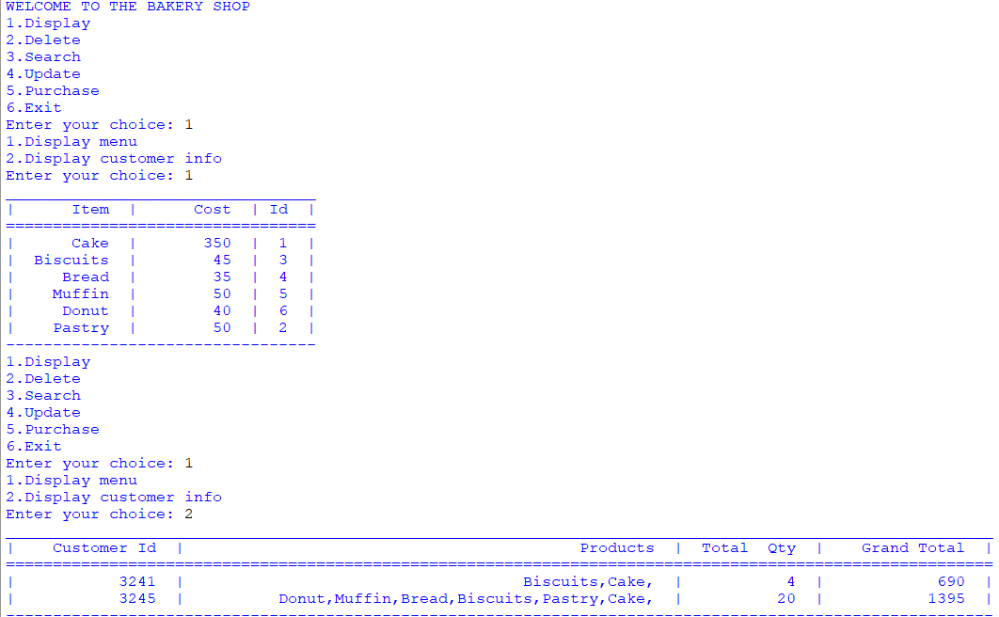 WELCOME TO THE BAKERY SHOP
1.Display
2.Delete
3.Search
4.Update
5.Purchase
6.Exit
Enter your choice: 1
1.Display menu
2.Display customer info
Enter your choice: 1
_________________________________
|      Item  |      Cost  | Id  |
=================================
|      Cake  |       350  |  1  |
|  Biscuits  |        45  |  3  |
|     Bread  |        35  |  4  |
|    Muffin  |        50  |  5  |
|     Donut  |        40  |  6  |
|    Pastry  |        50  |  2  |
---------------------------------
1.Display
2.Delete
3.Search
4.Update
5.Purchase
6.Exit
Enter your choice: 1
1.Display menu
2.Display customer info
Enter your choice: 2
_________________________________________________________________________________________________________
|    Customer Id  |                                          Products  |  Total  Qty  |    Grand Total  |
=========================================================================================================
|           3241  |                                    Biscuits,Cake,  |           4  |            690  |
|           3245  |          Donut,Muffin,Bread,Biscuits,Pastry,Cake,  |          20  |           1395  |
---------------------------------------------------------------------------------------------------------